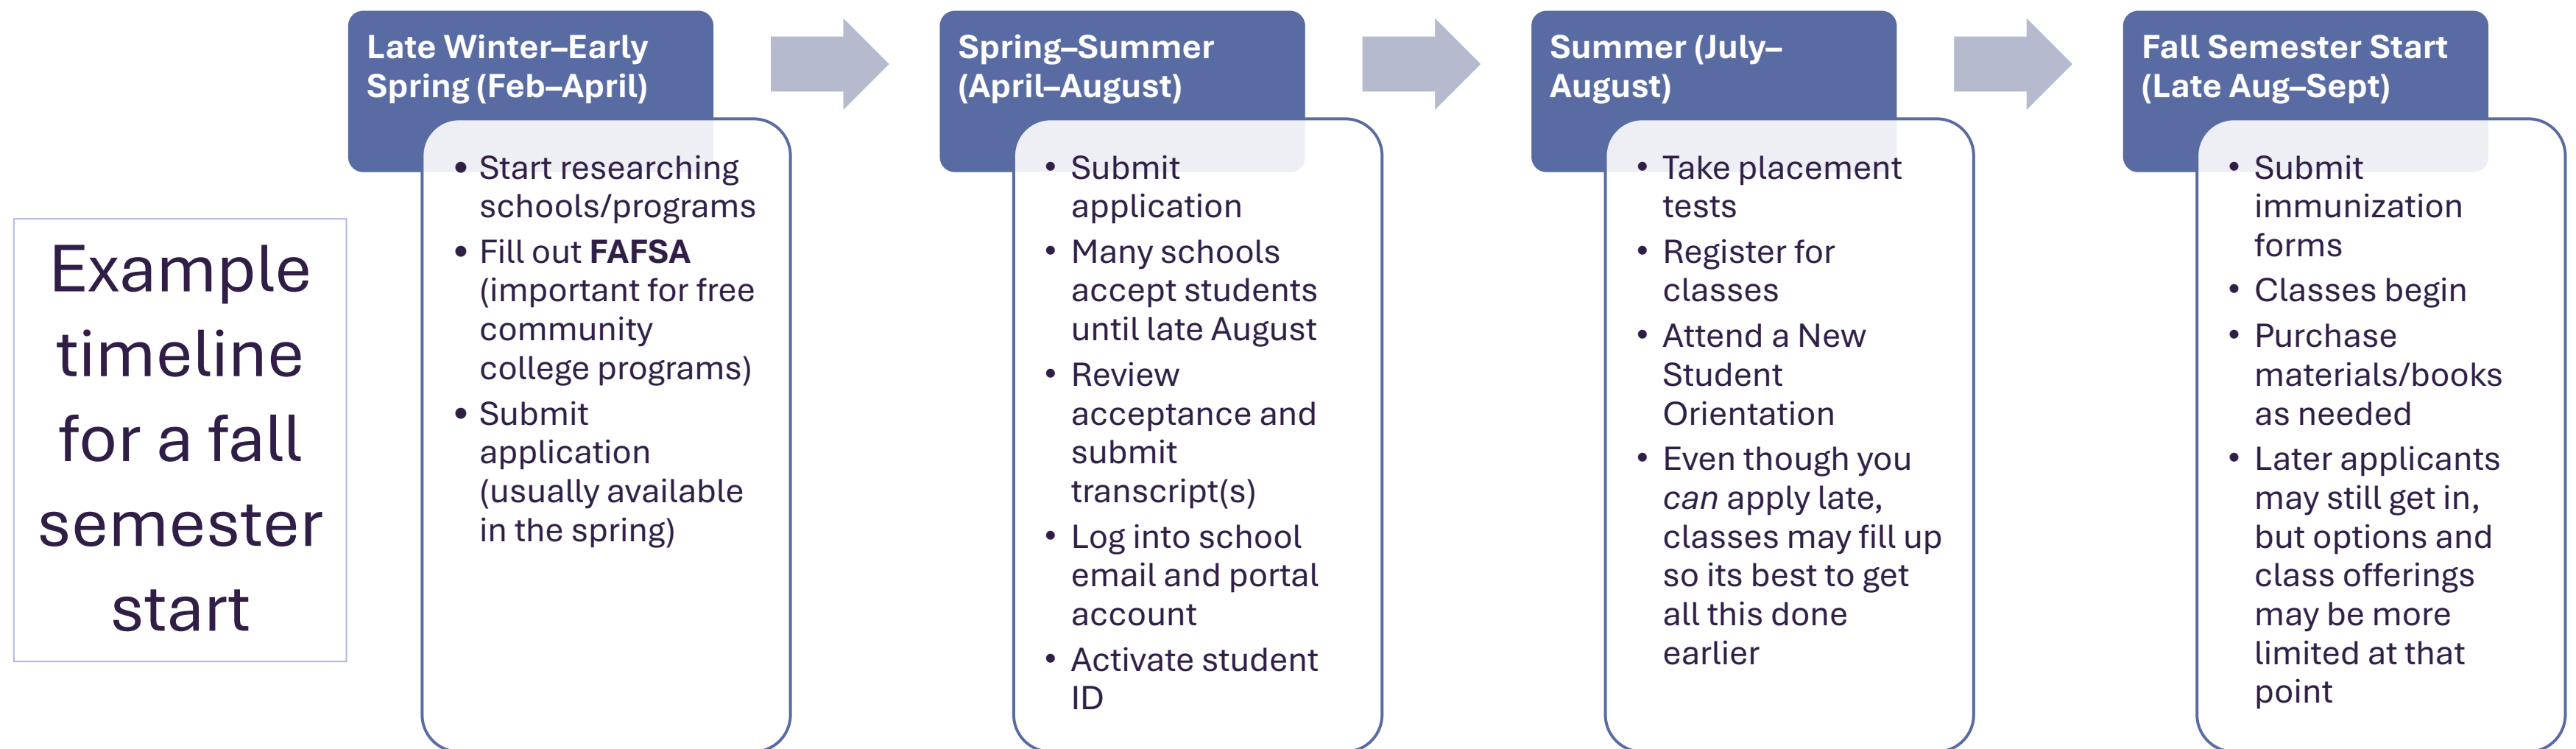 Example
timeline
for a fall
semester
start
Late Winter–Early
Spring (Feb–April)
• Start researching
schools/programs
• Fill out FAFSA
(important for free
community
college programs)
• Submit
application
(usually available
in the spring)
Spring–Summer
(April–August)
• Submit
application
• Many schools
accept students
until late August
• Review
acceptance and
submit
transcript(s)
• Log into school
email and portal
account
• Activate student
ID
Summer (July–
August)
• Take placement
tests
• Register for
classes
• Attend a New
Student
Orientation
• Even though you
can apply late,
classes may fill up
so its best to get
all this done
earlier
Fall Semester Start
(Late Aug–Sept)
• Submit
immunization
forms
• Classes begin
• Purchase
materials/books
as needed
• Later applicants
may still get in,
but options and
class offerings
may be more
limited at that
point